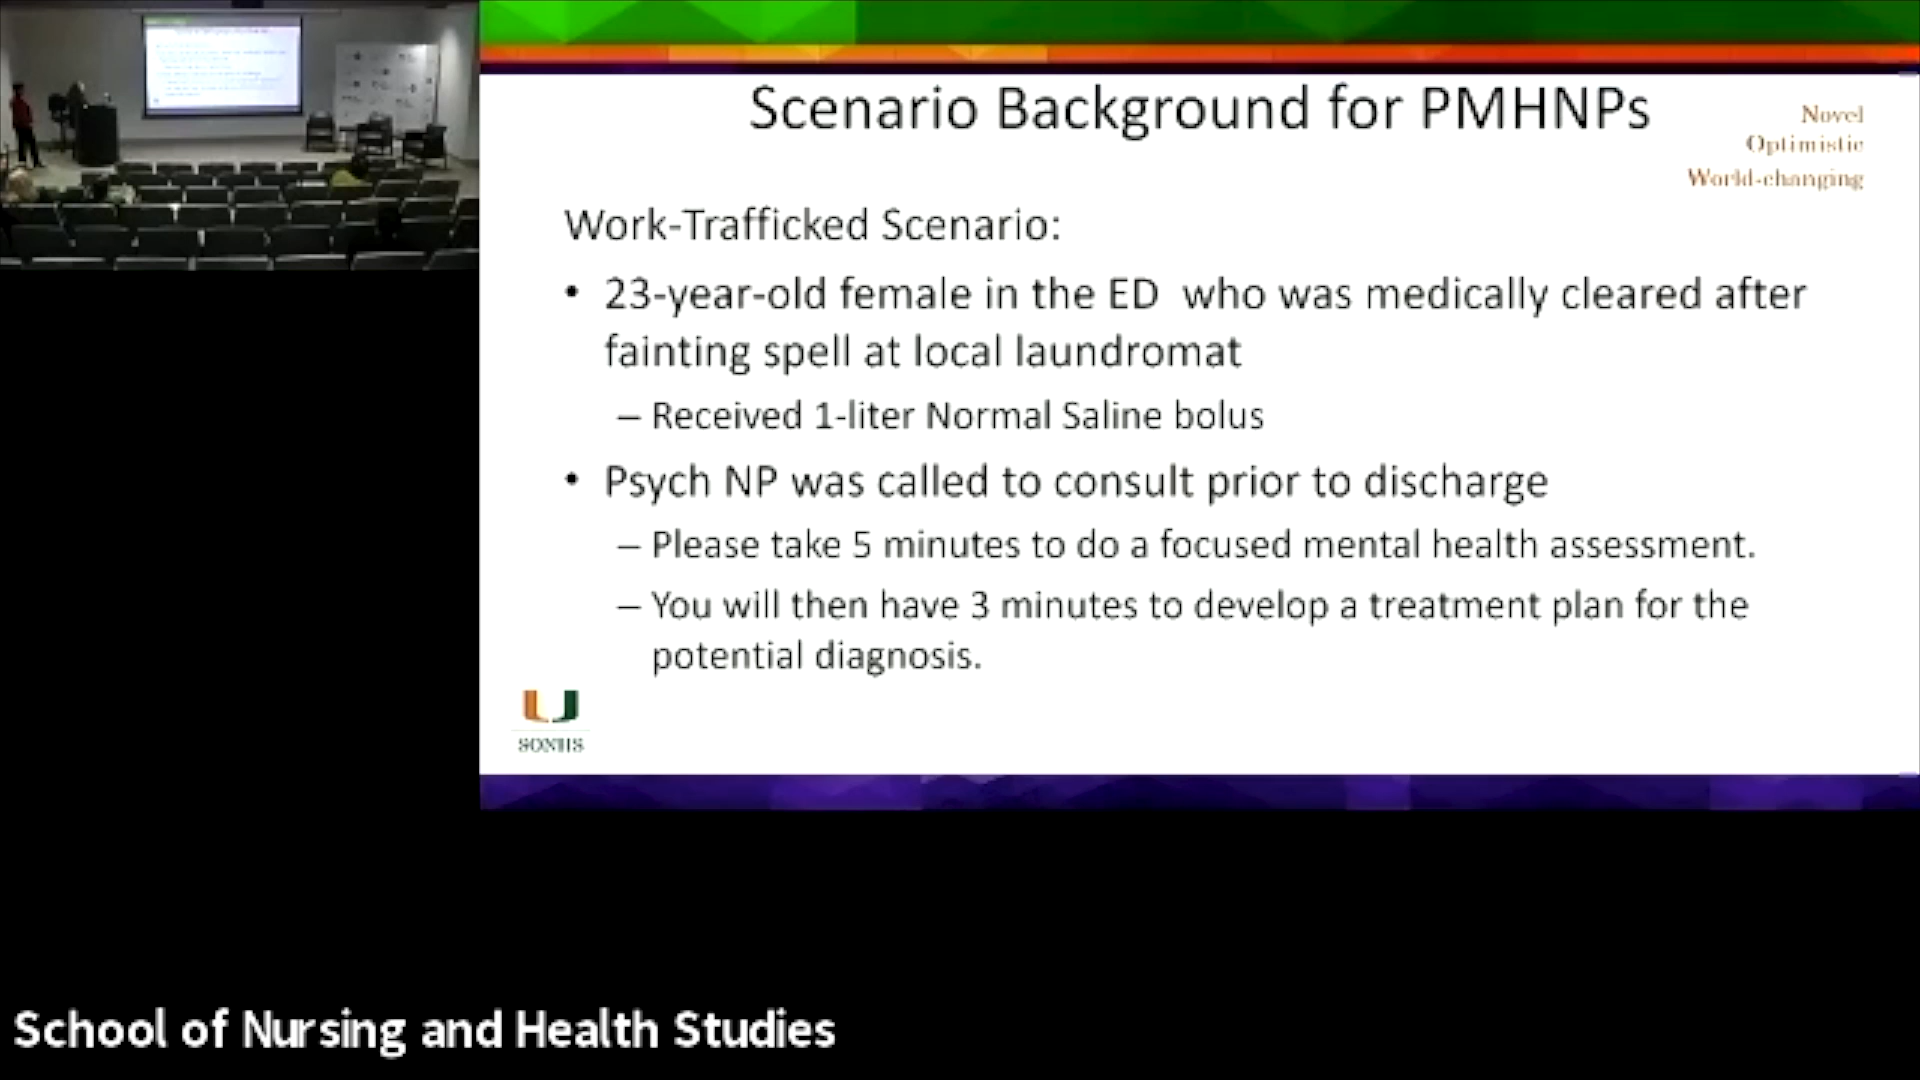 Scenario Background for PMHNPs
Novel
Optimistic
World-changing
Work-Trafficked Scenario:
• 23-year-old female in the ED who was medically cleared after
fainting spell at local laundromat
– Received 1-liter Normal Saline bolus
• Psych NP was called to consult prior to discharge
– Please take 5 minutes to do a focused mental health assessment.
– You will then have 3 minutes to develop a treatment plan for the
potential diagnosis.
SONHS
School of Nursing and Health Studies